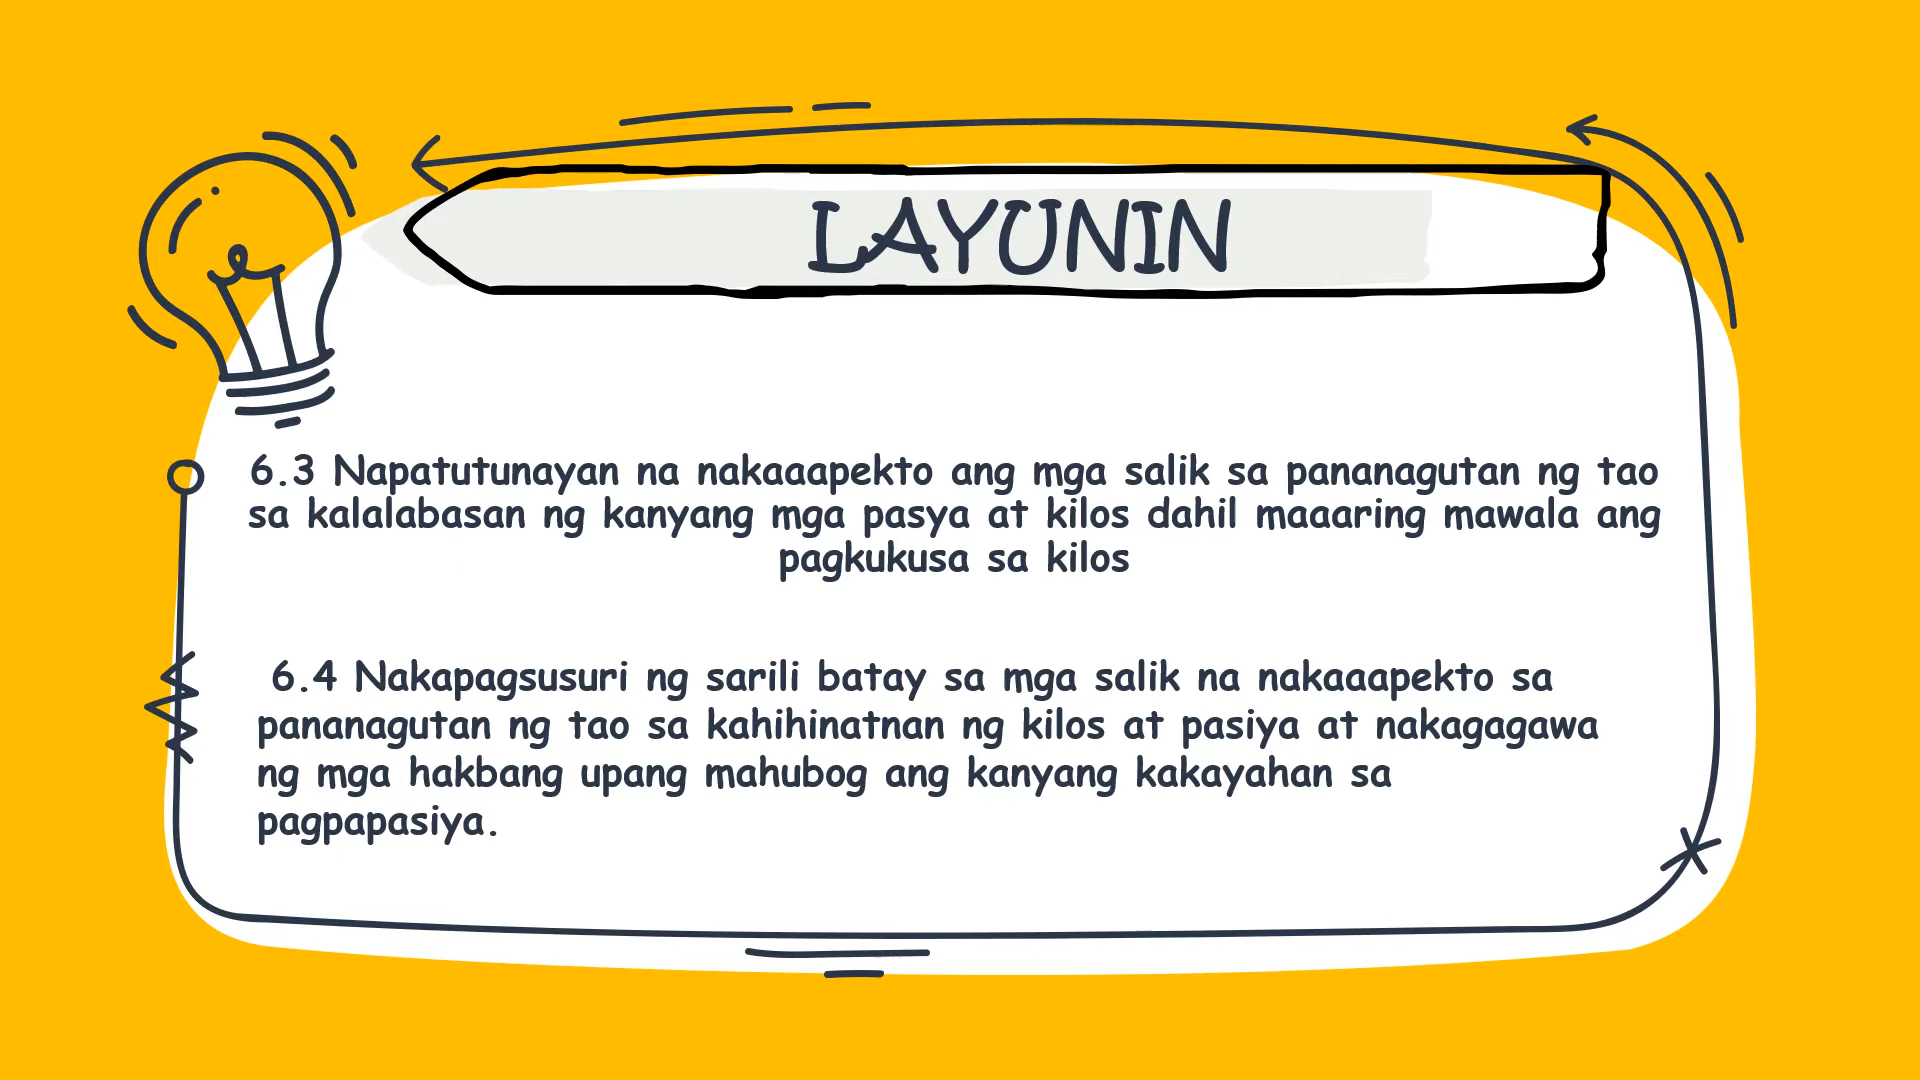 LAYUNIN
6.3 Napatutunayan na nakaaapekto ang mga salik sa pananagutan ng tao
sa kalalabasan ng kanyang mga pasya at kilos dahil maaaring mawala ang
pagkukusa sa kilos
6.4 Nakapagsusuri ng sarili batay sa mga salik na nakaaapekto sa
pananagutan ng tao sa kahihinatnan ng kilos at pasiya at nakagagawa
ng mga hakbang upang mahubog ang kanyang kakayahan sa
pagpapasiya.